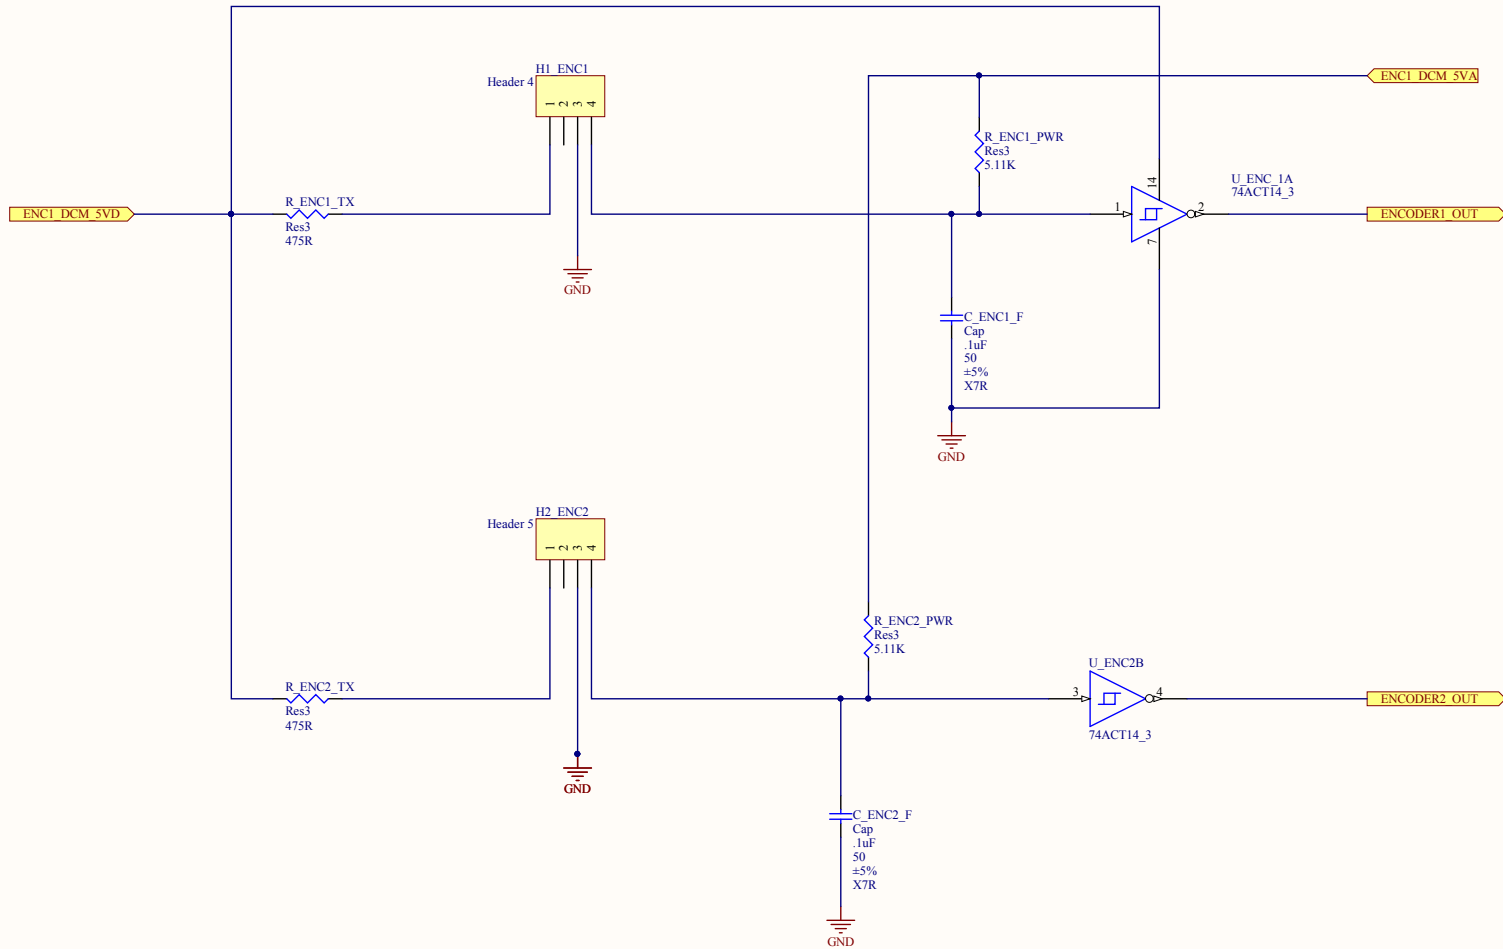 H1_ENC1
Header 4
1
2
3
4
ENC1_DCM_5VA
R_ENC1_PWR
Res3
5.11K
14
U_ENC_1A
74ACT14_3
ENC1_DCM_5VD
R_ENC1_TX
Res3
475R
1
2
7
ENCODER1_OUT
GND
C_ENC1_F
Cap
.1uF
50
±5%
X7R
GND
H2_ENC2
Header 5
1
2
3
4
R_ENC2_PWR
Res3
5.11K
U_ENC2B
3
4
74ACT14_3
ENCODER2_OUT
R_ENC2_TX
Res3
475R
GND
C_ENC2_F
Cap
.1uF
50
±5%
X7R
GND